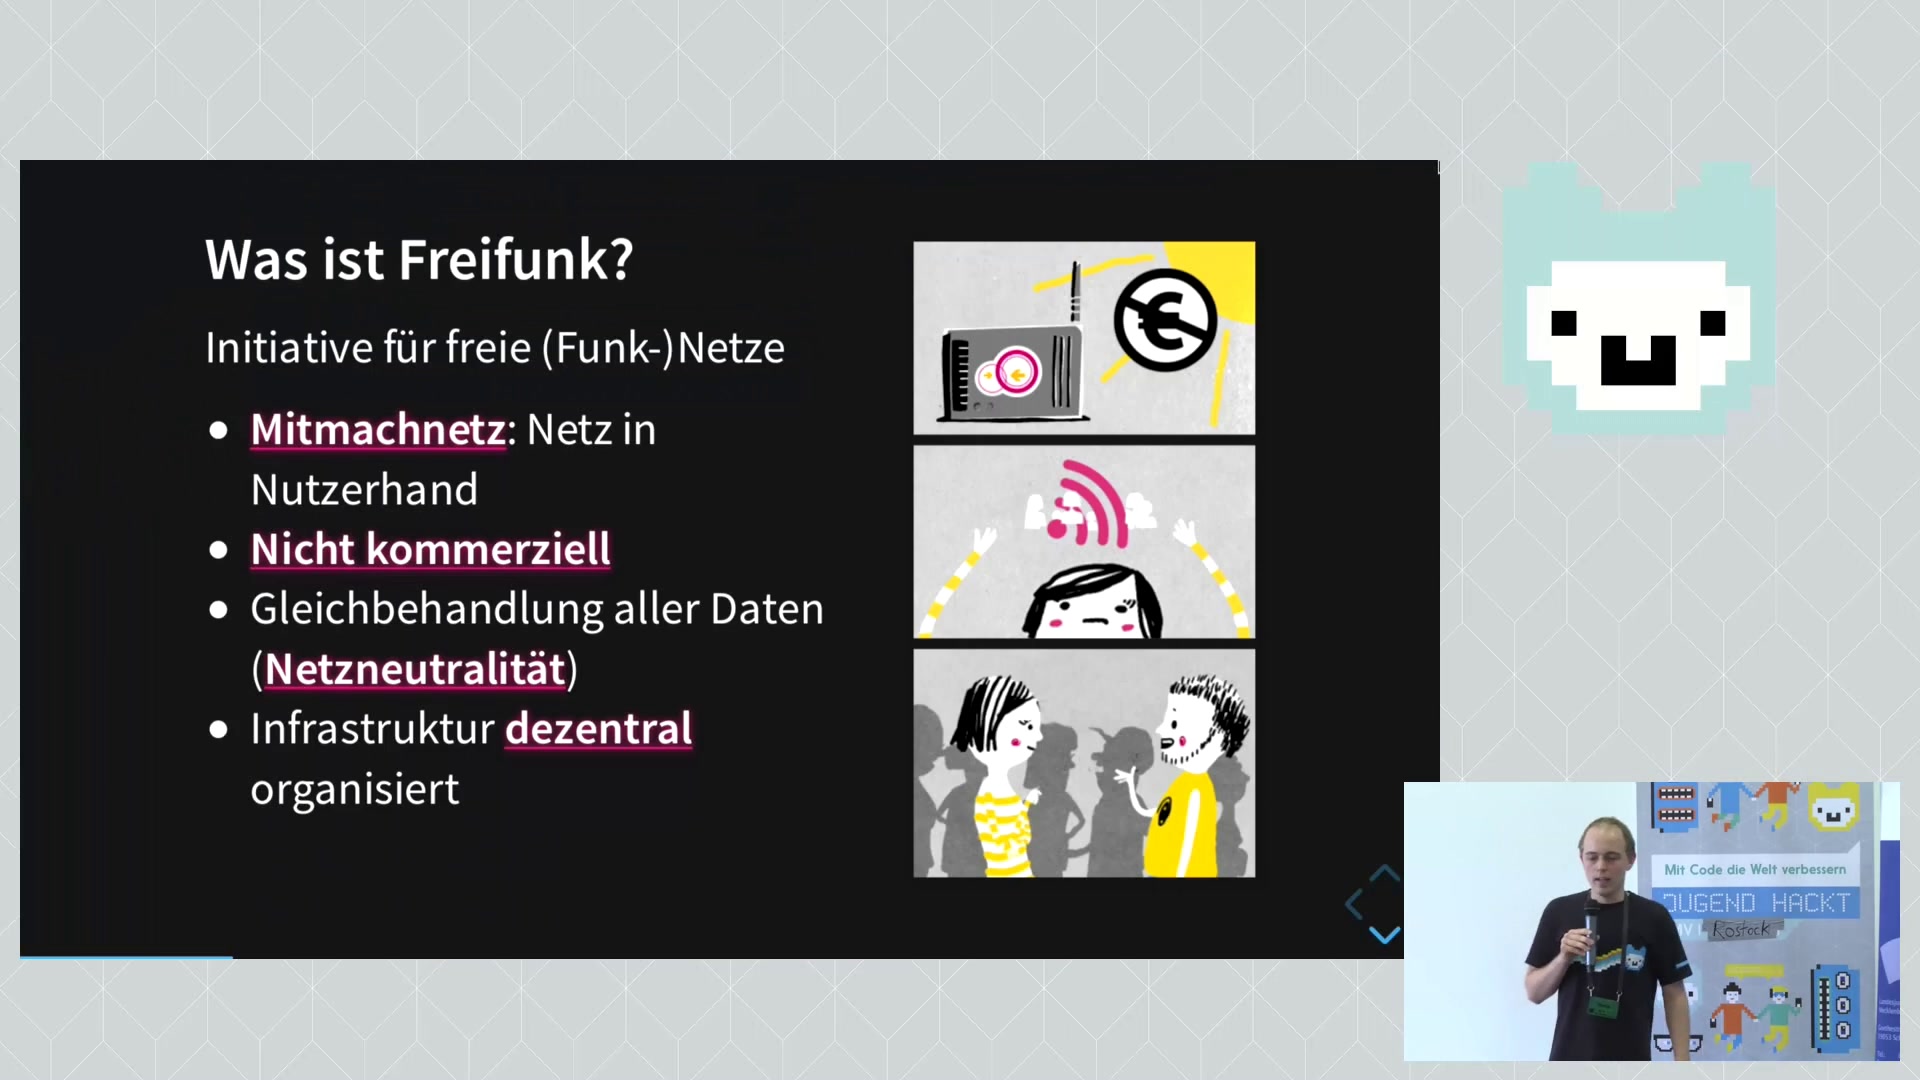 Was ist Freifunk?
Initiative für freie (Funk-)Netze
Mitmachnetz: Netz in
Nutzerhand
Nicht kommerziell
Gleichbehandlung aller Daten
(Netzneutralität)
Infrastruktur dezentral
organisiert
€
Mit Code die Welt verbessern
JUGEND HACKT
Rostock